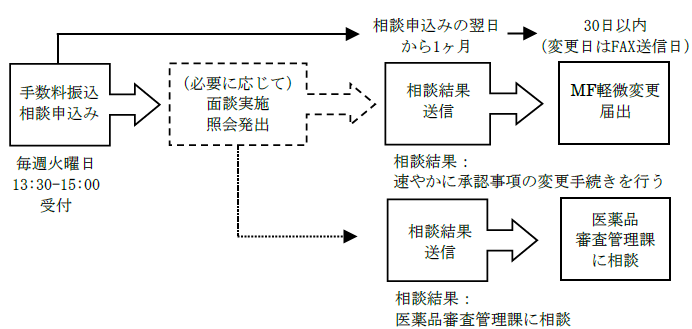 相談申込みの翌日
から1ヶ月
30日以内
(変更日はFAX送信日)
手数料振込
相談申込み
(必要に応じて)
面談実施
照会発出
相談結果
送信
MF軽微変更
届出
毎週火曜日
13:30-15:00
受付
相談結果：
速やかに承認事項の変更手続きを行う
相談結果
送信
医薬品
審査管理課
に相談
相談結果：
医薬品審査管理課に相談